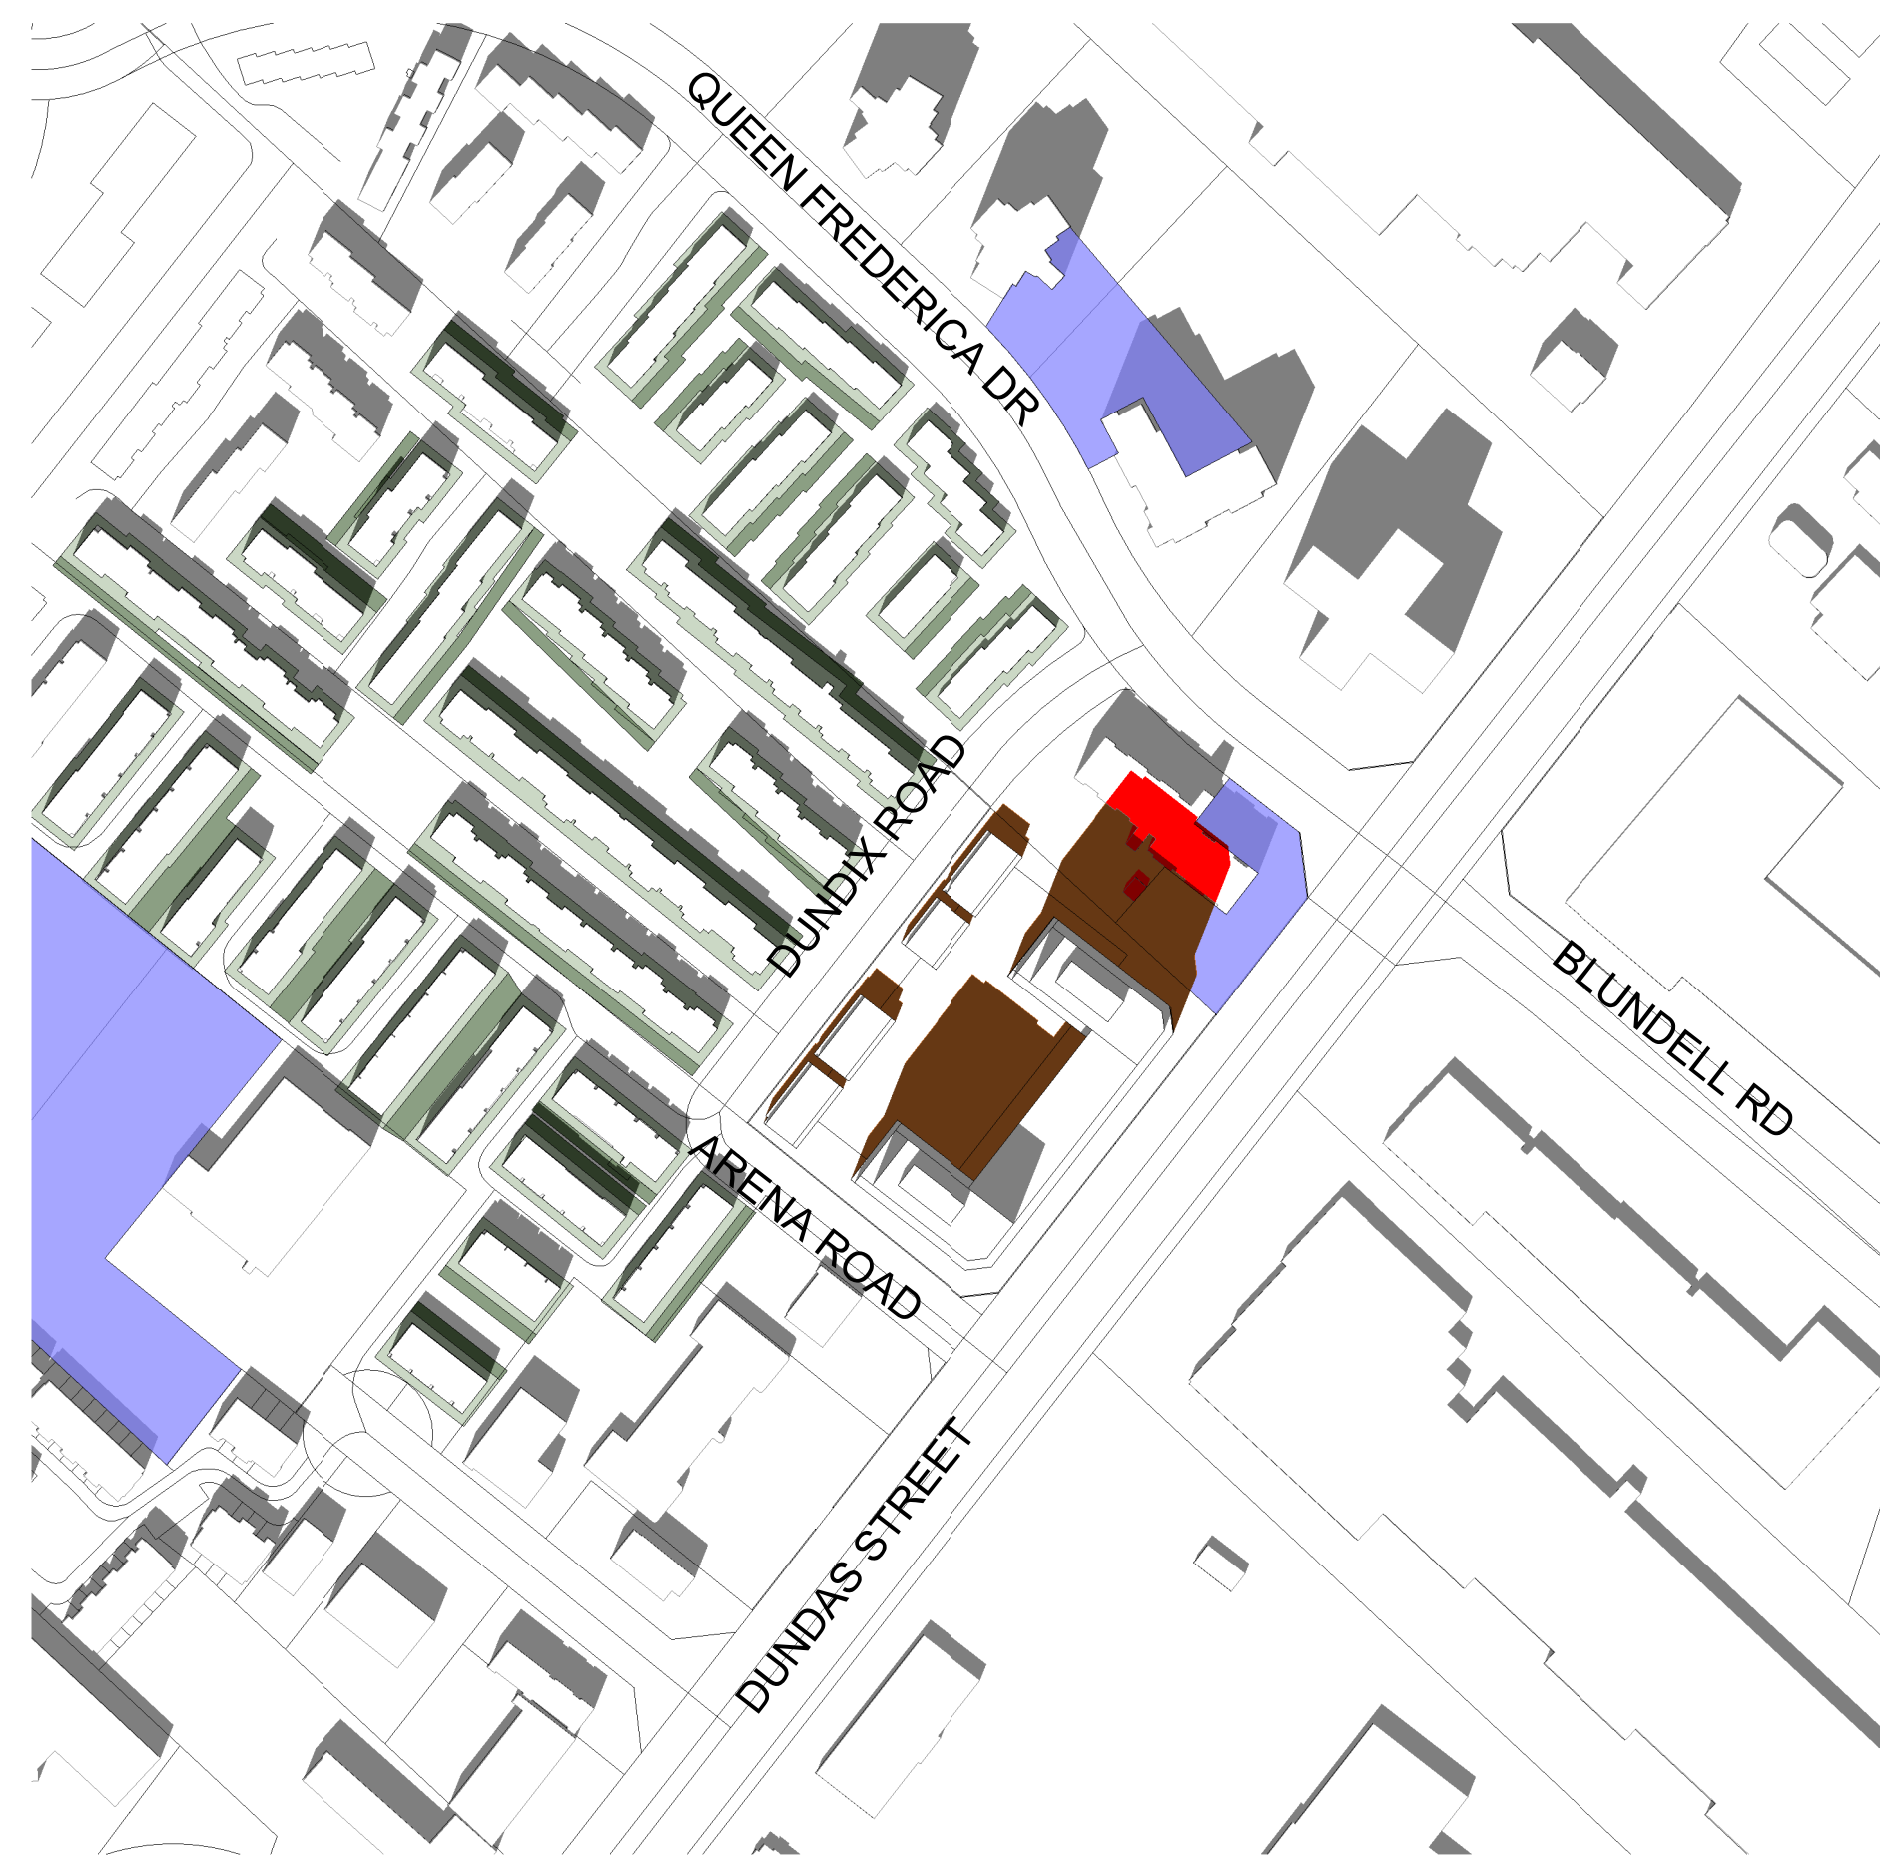 QUEEN FREDERICA DR
DUNDIX ROAD
BLUNDELL RD
ARENA ROAD
DUNDAS STREET